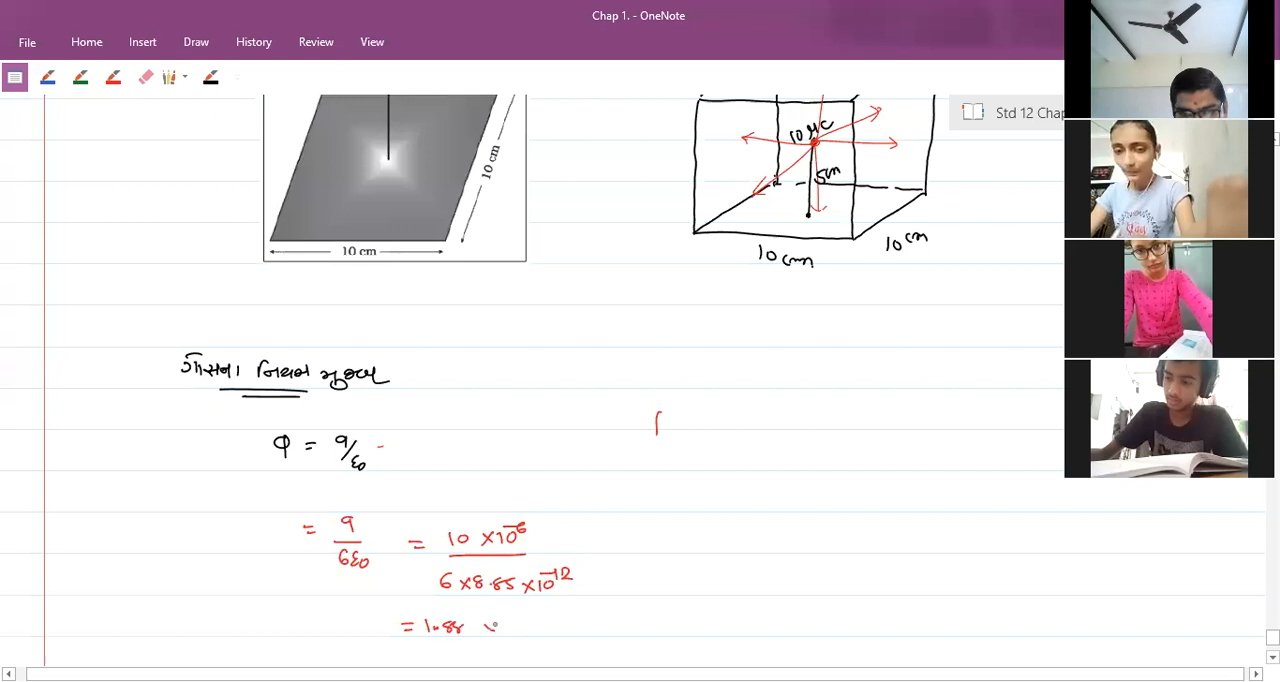 Chap 1. - OneNote
File Home Insert Draw History Review View
Std 12 Chap
10 cm
10 cm
10 μC
5cm
10 cm
10 cm
ગૉસના નિયમ મુજબ
Φ = q/ε0 -
= q / 6ε0 = 10 × 10^-6 / 6 × 8.85 × 10^-12
= 1.88